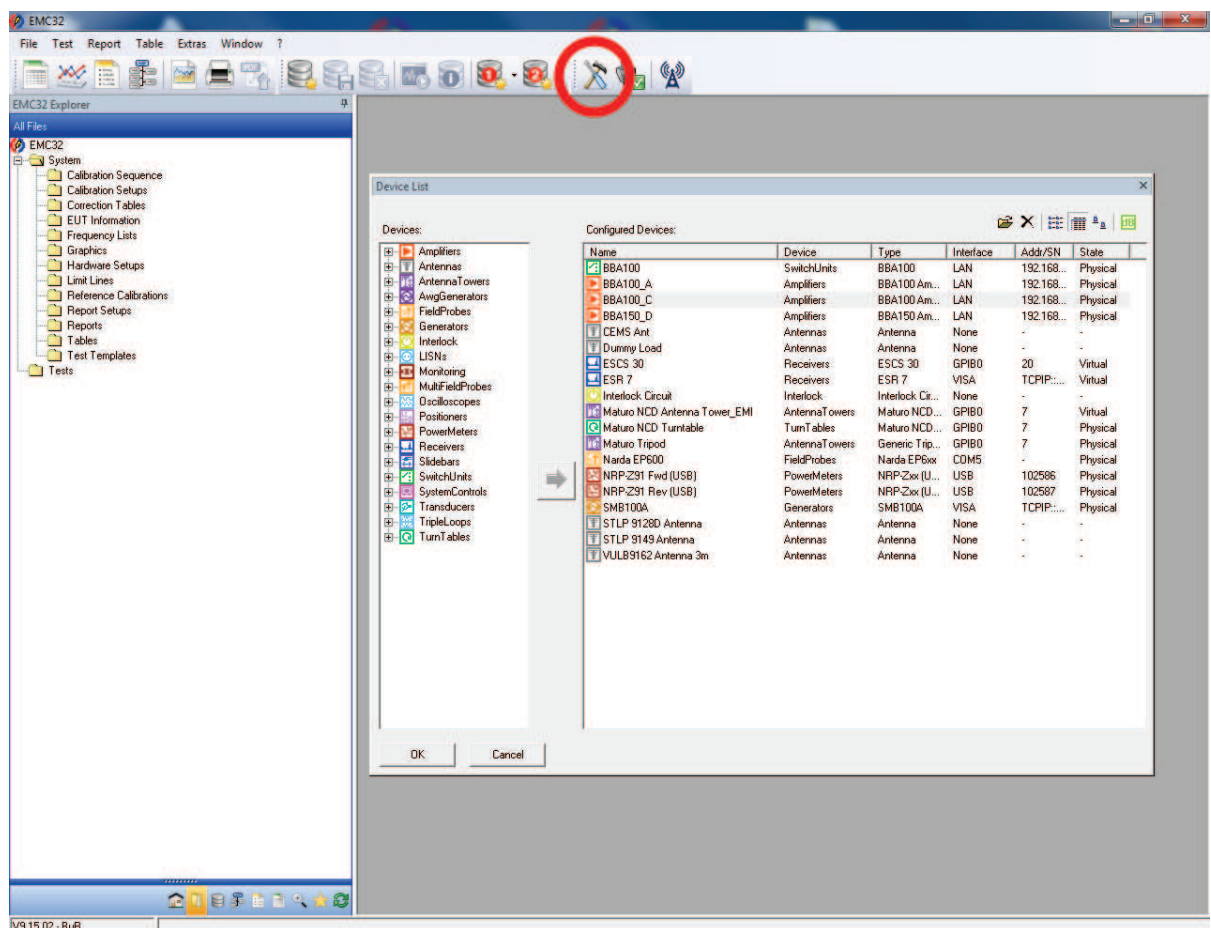 EMC32
File Test Report Table Extras Window ?
EMC32 Explorer
All Files
EMC32
System
Calibration Sequence
Calibration Setups
Correction Tables
EUT Information
Frequency Lists
Graphics
Hardware Setups
Limit Lines
Reference Calibrations
Report Setups
Reports
Tables
Test Templates
Tests
Device List
Devices:
Amplifiers
Antennas
AntennaTowers
AwgGenerators
FieldProbes
Generators
Interlock
LISNs
Monitoring
MultiFieldProbes
Oscilloscopes
Positioners
PowerMeters
Receivers
Slidebars
SwitchUnits
SystemControls
Transducers
TripleLoops
TurnTables
OK Cancel
Configured Devices:
Name Device Type Interface Addr/SN State
BBA100 SwitchUnits BBA100 LAN 192.168... Physical
BBA100_A Amplifiers BBA100 Am... LAN 192.168... Physical
BBA100_C Amplifiers BBA100 Am... LAN 192.168... Physical
BBA150_D Amplifiers BBA150 Am... LAN 192.168... Physical
CEMS Ant Antennas Antenna None - -
Dummy Load Antennas Antenna None - -
ESCS 30 Receivers ESCS 30 GPIB0 20 Virtual
ESR 7 Receivers ESR 7 VISA TCPIP::... Virtual
Interlock Circuit Interlock Interlock Cir... None - -
Maturo NCD Antenna Tower_EMI AntennaTowers Maturo NCD... GPIB0 7 Virtual
Maturo NCD Turntable TurnTables Maturo NCD... GPIB0 7 Physical
Maturo Tripod AntennaTowers Generic Trip... GPIB0 7 Physical
Narda EP600 FieldProbes Narda EP6xx COM5 - Physical
NRP-Z91 Fwd (USB) PowerMeters NRP-Zxx (U... USB 102586 Physical
NRP-Z91 Rev (USB) PowerMeters NRP-Zxx (U... USB 102587 Physical
SMB100A Generators SMB100A VISA TCPIP::... Physical
STLP 9128D Antenna Antennas Antenna None - -
STLP 9149 Antenna Antennas Antenna None - -
VULB9162 Antenna 3m Antennas Antenna None - -